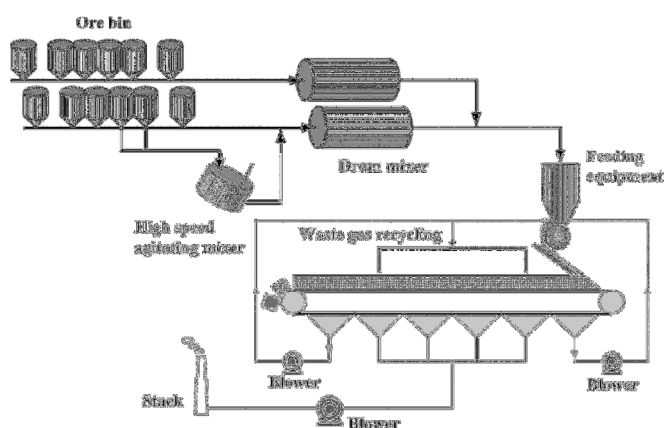 Ore bin
Drum mixer
Feeding
equipment
High speed
agitating mixer
Waste gas recycling
Blower
Blower
Stack
Blower